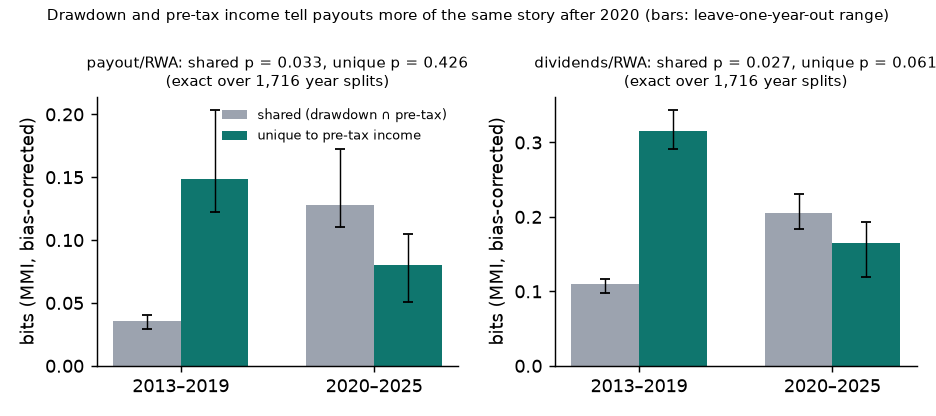 Drawdown and pre-tax income tell payouts more of the same story after 2020 (bars: leave-one-year-out range)
payout/RWA: shared p = 0.033, unique p = 0.426
(exact over 1,716 year splits)
bits (MMI, bias-corrected)
0.20
0.15
0.10
0.05
0.00
shared (drawdown ∩ pre-tax)
unique to pre-tax income
2013–2019
2020–2025
dividends/RWA: shared p = 0.027, unique p = 0.061
(exact over 1,716 year splits)
bits (MMI, bias-corrected)
0.3
0.2
0.1
0.0
2013–2019
2020–2025